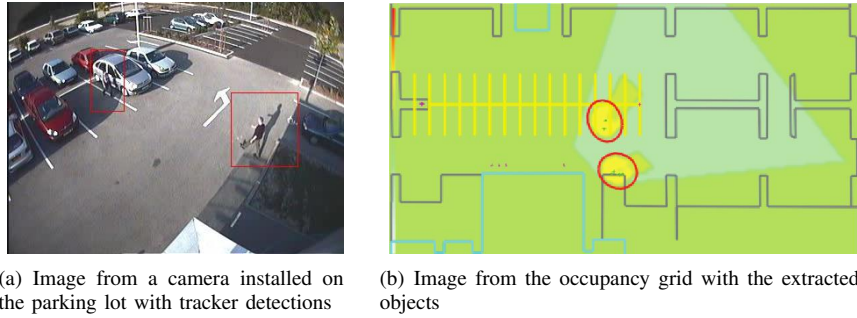 (a) Image from a camera installed on
the parking lot with tracker detections
(b) Image from the occupancy grid with the extracted
objects